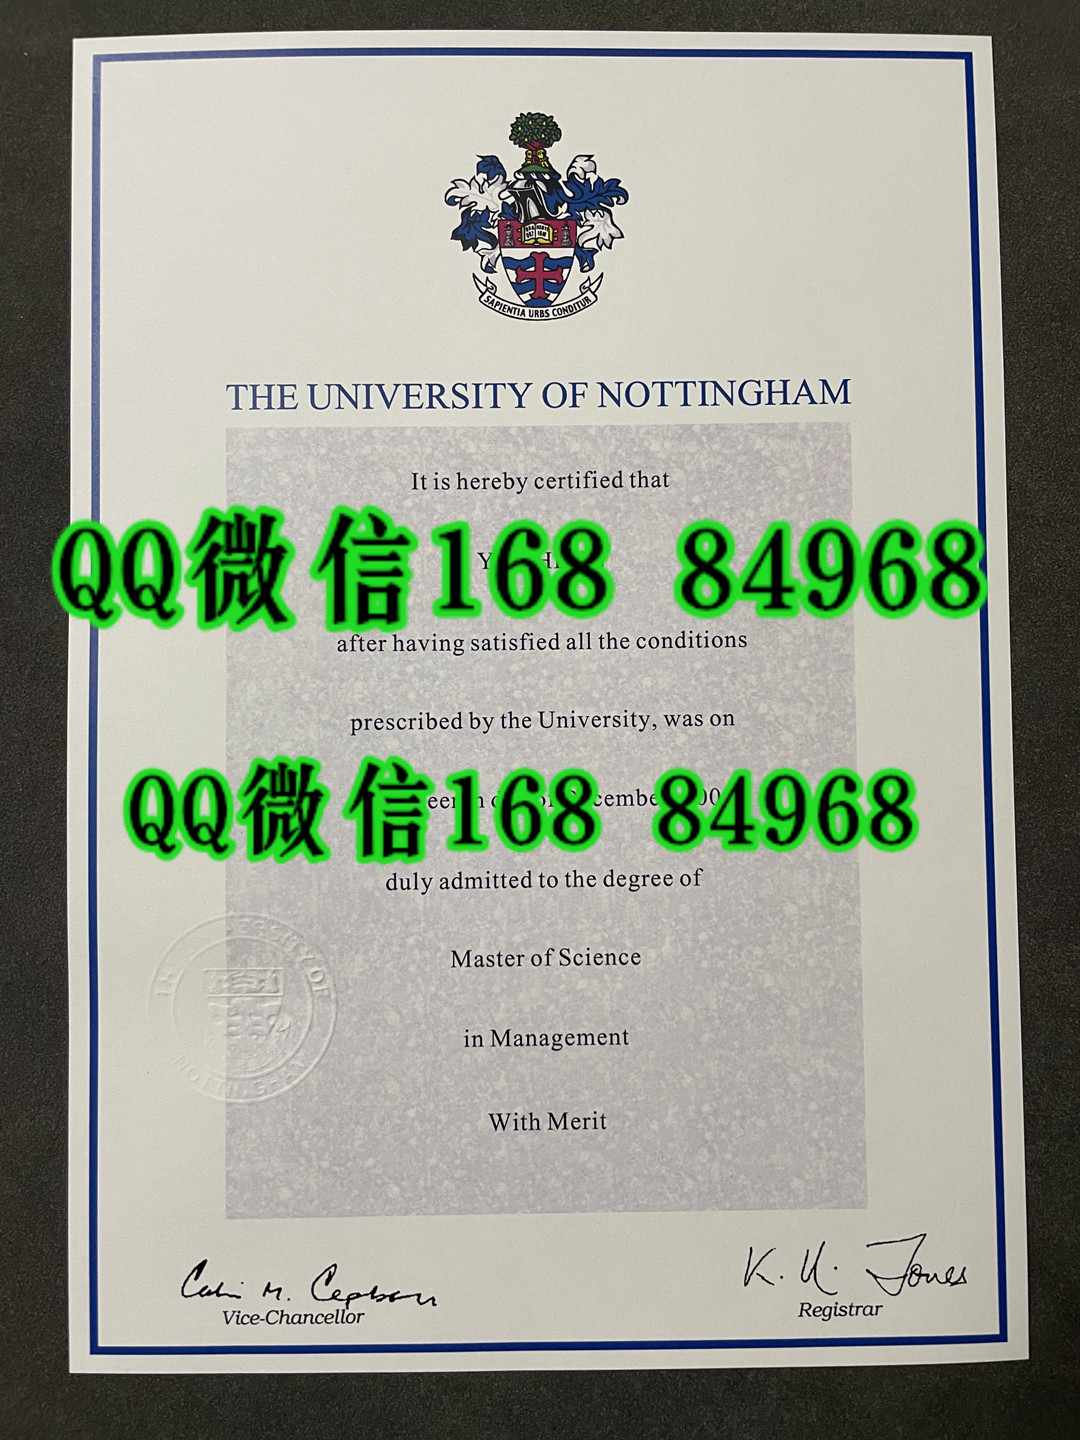 SAPIENTIA URBS CONDITUR
THE UNIVERSITY OF NOTTINGHAM
It is hereby certified that
QQ微信168 84968
after having satisfied all the conditions
prescribed by the University, was on
QQ微信168 84968
duly admitted to the degree of
Master of Science
in Management
With Merit
K. H. Jones
Vice-Chancellor
Registrar